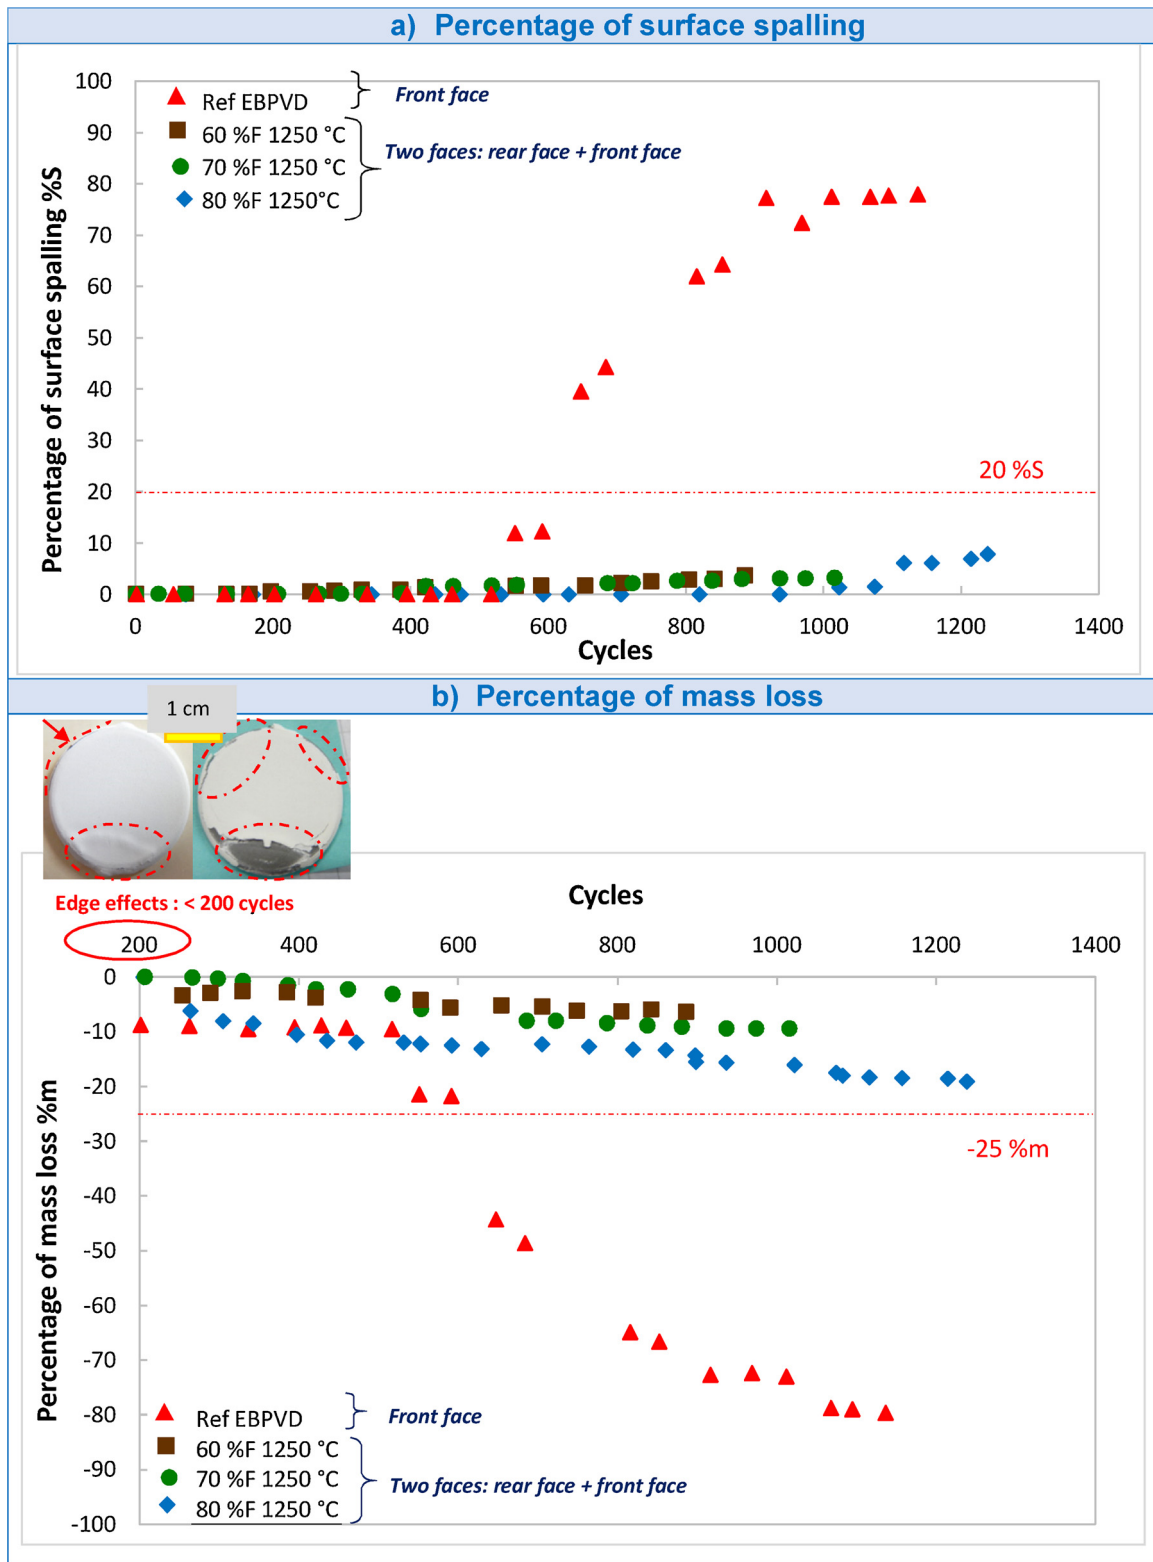 a) Percentage of surface spalling
Percentage of surface spalling %S
100
90
80
70
60
50
40
30
20
10
0
Ref EBPVD
Front face
60 %F 1250 °C
70 %F 1250 °C
80 %F 1250°C
Two faces: rear face + front face
20 %S
0 200 400 600 800 1000 1200 1400
Cycles
b) Percentage of mass loss
1 cm
Edge effects : < 200 cycles
Cycles
200 400 600 800 1000 1200 1400
Percentage of mass loss %m
0
-10
-20
-30
-40
-50
-60
-70
-80
-90
-100
-25 %m
Ref EBPVD
Front face
60 %F 1250 °C
70 %F 1250 °C
80 %F 1250 °C
Two faces: rear face + front face